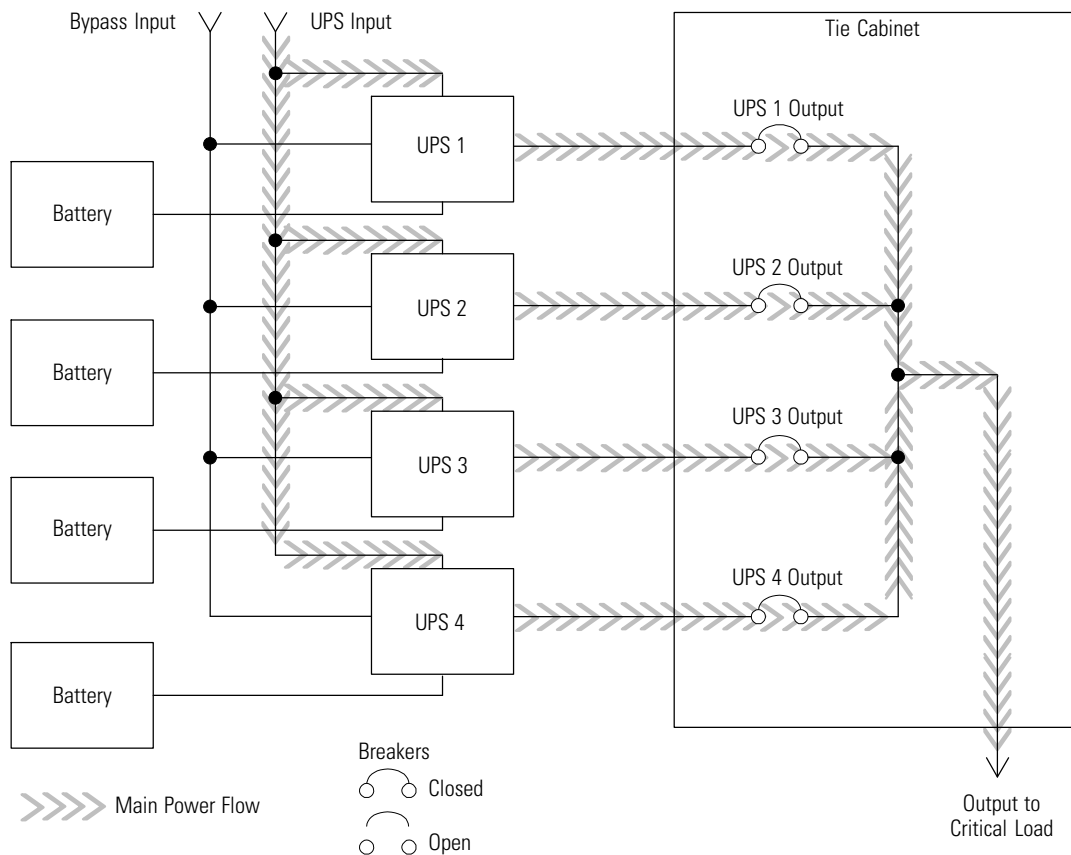 Bypass Input
UPS Input
Tie Cabinet
UPS 1 Output
UPS 1
Battery
UPS 2 Output
UPS 2
Battery
UPS 3 Output
UPS 3
Battery
UPS 4 Output
UPS 4
Battery
Breakers
Closed
Main Power Flow
Open
Output to
Critical Load